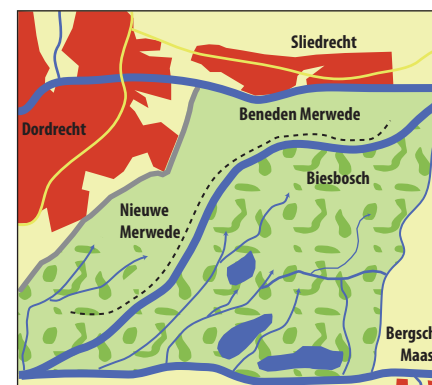 Sliedrecht
Beneden Merwede
Dordrecht
Biesbosch
Nieuwe
Merwede
Bergsch
Maas